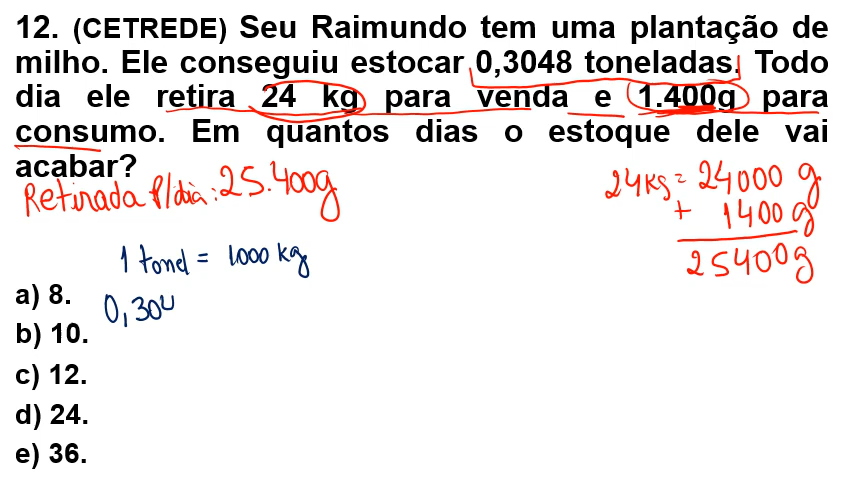 12. (CETREDE) Seu Raimundo tem uma plantação de
milho. Ele conseguiu estocar 0,3048 toneladas. Todo
dia ele retira 24 kg para venda e 1.400g para
consumo. Em quantos dias o estoque dele vai
acabar?
Retirada p/dia: 25.400g
24kg = 24000 g
+ 1400 g
25400g
1 tonel = 1000 kg
0,304
a) 8.
b) 10.
c) 12.
d) 24.
e) 36.